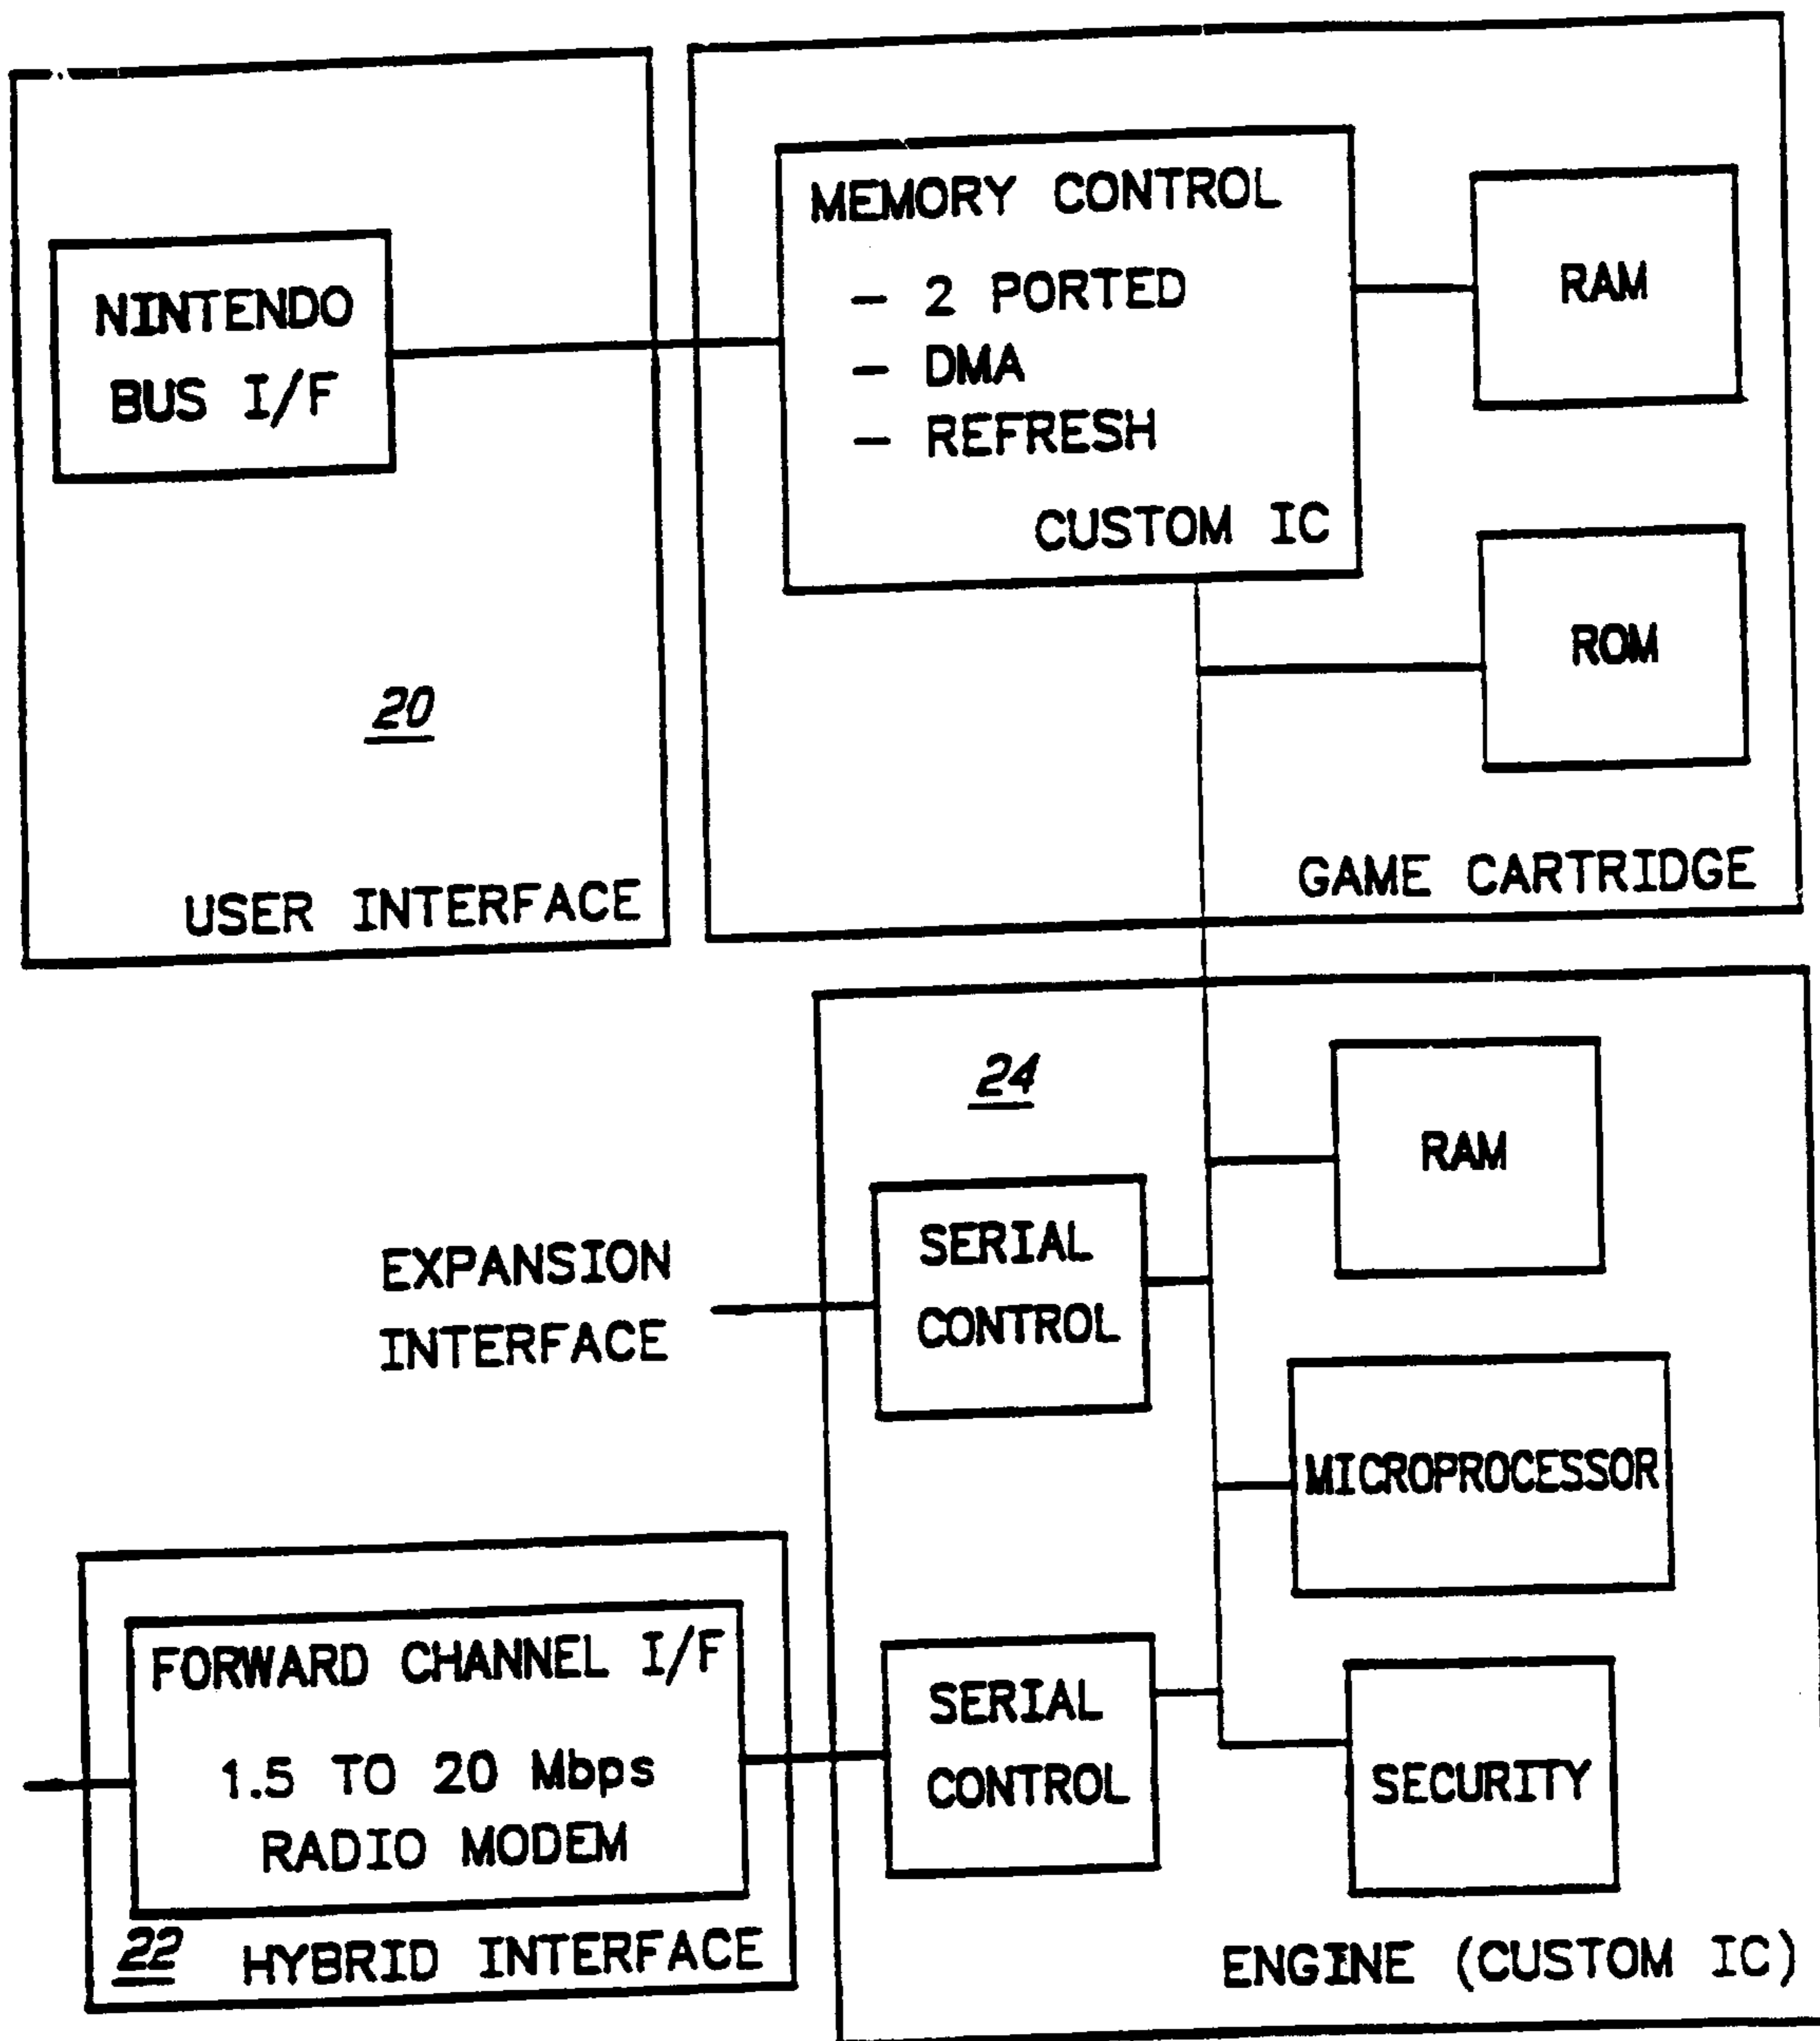 NINTENDO
BUS I/F
20
USER INTERFACE
MEMORY CONTROL
- 2 PORTED
- DMA
- REFRESH
CUSTOM IC
RAM
ROM
GAME CARTRIDGE
24
RAM
EXPANSION
INTERFACE
SERIAL
CONTROL
MICROPROCESSOR
FORWARD CHANNEL I/F
1.5 TO 20 Mbps
RADIO MODEM
22 HYBRID INTERFACE
SERIAL
CONTROL
SECURITY
ENGINE (CUSTOM IC)